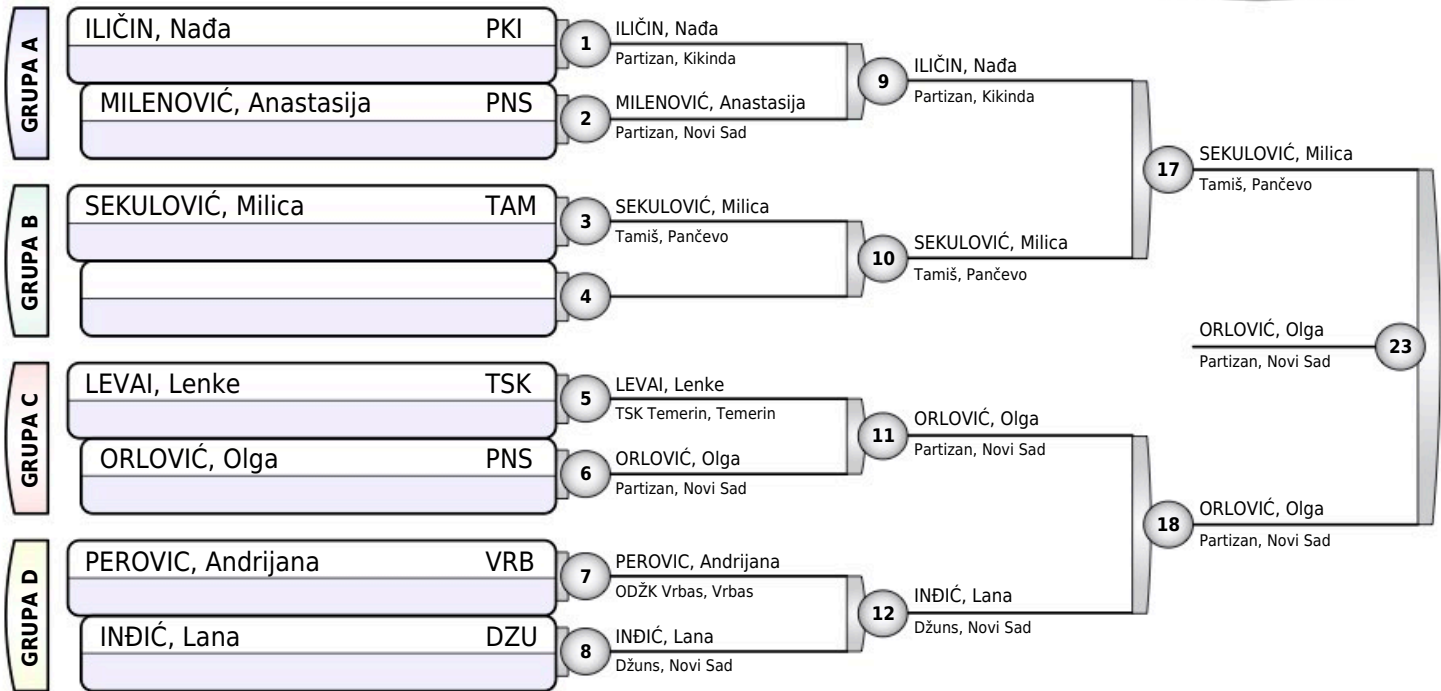 GRUPA A
ILIČIN, Nađa PKI
MILENOVIĆ, Anastasija PNS
1
ILIČIN, Nađa
Partizan, Kikinda
2
MILENOVIĆ, Anastasija
Partizan, Novi Sad
9
ILIČIN, Nađa
Partizan, Kikinda
GRUPA B
SEKULOVIĆ, Milica TAM
3
SEKULOVIĆ, Milica
Tamiš, Pančevo
4
10
SEKULOVIĆ, Milica
Tamiš, Pančevo
17
SEKULOVIĆ, Milica
Tamiš, Pančevo
GRUPA C
LEVAI, Lenke TSK
ORLOVIĆ, Olga PNS
5
LEVAI, Lenke
TSK Temerin, Temerin
6
ORLOVIĆ, Olga
Partizan, Novi Sad
11
ORLOVIĆ, Olga
Partizan, Novi Sad
GRUPA D
PEROVIC, Andrijana VRB
INĐIĆ, Lana DZU
7
PEROVIC, Andrijana
ODŽK Vrbas, Vrbas
8
INĐIĆ, Lana
Džuns, Novi Sad
12
INĐIĆ, Lana
Džuns, Novi Sad
18
ORLOVIĆ, Olga
Partizan, Novi Sad
ORLOVIĆ, Olga
Partizan, Novi Sad
23